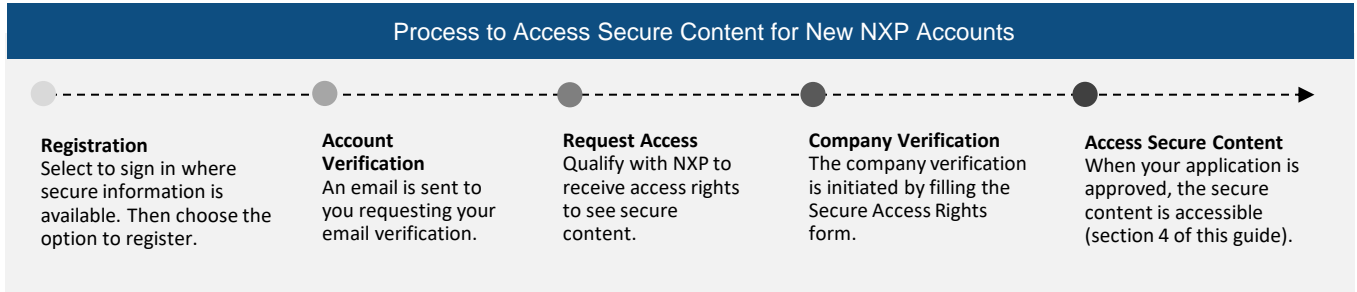 Process to Access Secure Content for New NXP Accounts
Registration
Select to sign in where
secure information is
available. Then choose the
option to register.
Account
Verification
An email is sent to
you requesting your
email verification.
Request Access
Qualify with NXP to
receive access rights
to see secure
content.
Company Verification
The company verification
is initiated by filling the
Secure Access Rights
form.
Access Secure Content
When your application is
approved, the secure
content is accessible
(section 4 of this guide).